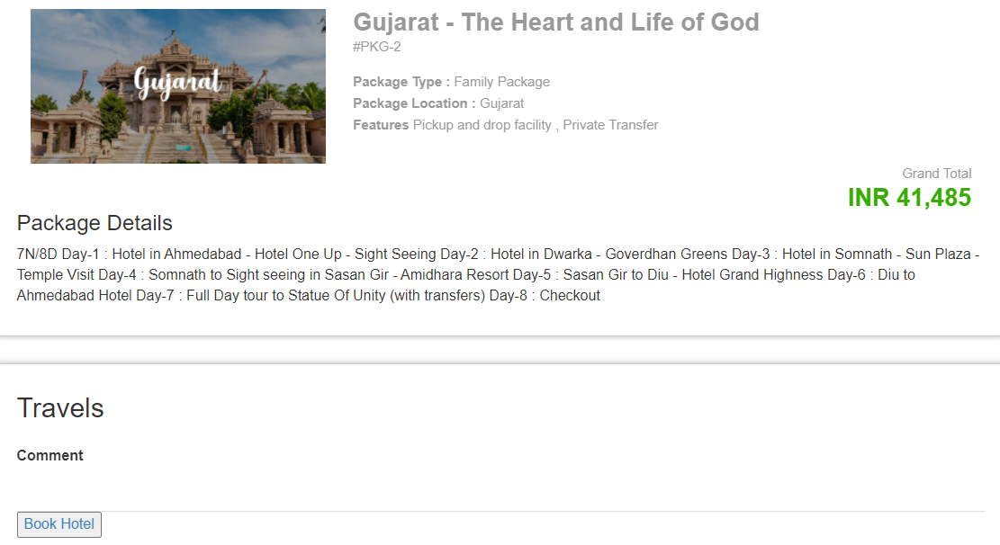 Gujarat
Gujarat - The Heart and Life of God
#PKG-2
Package Type : Family Package
Package Location : Gujarat
Features Pickup and drop facility , Private Transfer
Grand Total
INR 41,485
Package Details
7N/8D Day-1 : Hotel in Ahmedabad - Hotel One Up - Sight Seeing Day-2 : Hotel in Dwarka - Goverdhan Greens Day-3 : Hotel in Somnath - Sun Plaza -
Temple Visit Day-4 : Somnath to Sight seeing in Sasan Gir - Amidhara Resort Day-5 : Sasan Gir to Diu - Hotel Grand Highness Day-6 : Diu to
Ahmedabad Hotel Day-7 : Full Day tour to Statue Of Unity (with transfers) Day-8 : Checkout
Travels
Comment
Book Hotel